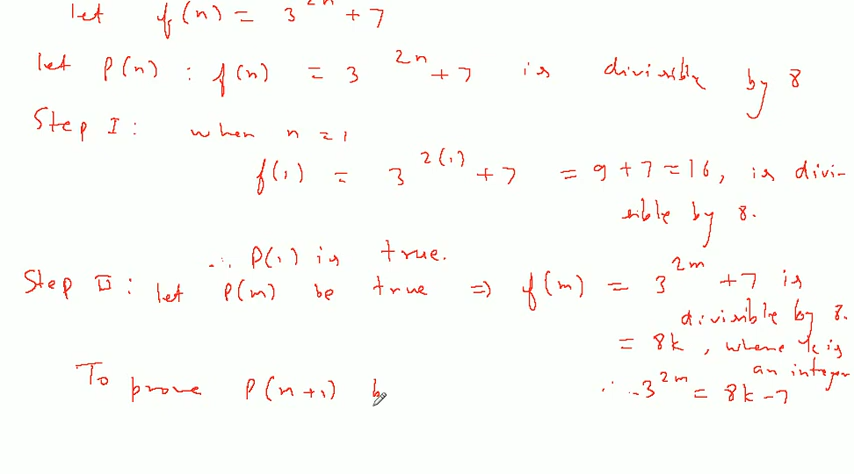 let f(n) = 3^{2n} + 7
let P(n) : f(n) = 3^{2n} + 7 is divisible by 8
Step I : when n = 1
f(1) = 3^{2(1)} + 7 = 9 + 7 = 16, is divi-
sible by 8.
∴ P(1) is true.
Step II : let P(m) be true => f(m) = 3^{2m} + 7 is
divisible by 8.
= 8k , where k is
an integer
∴ 3^{2m} = 8k - 7
To prove P(n+1) b